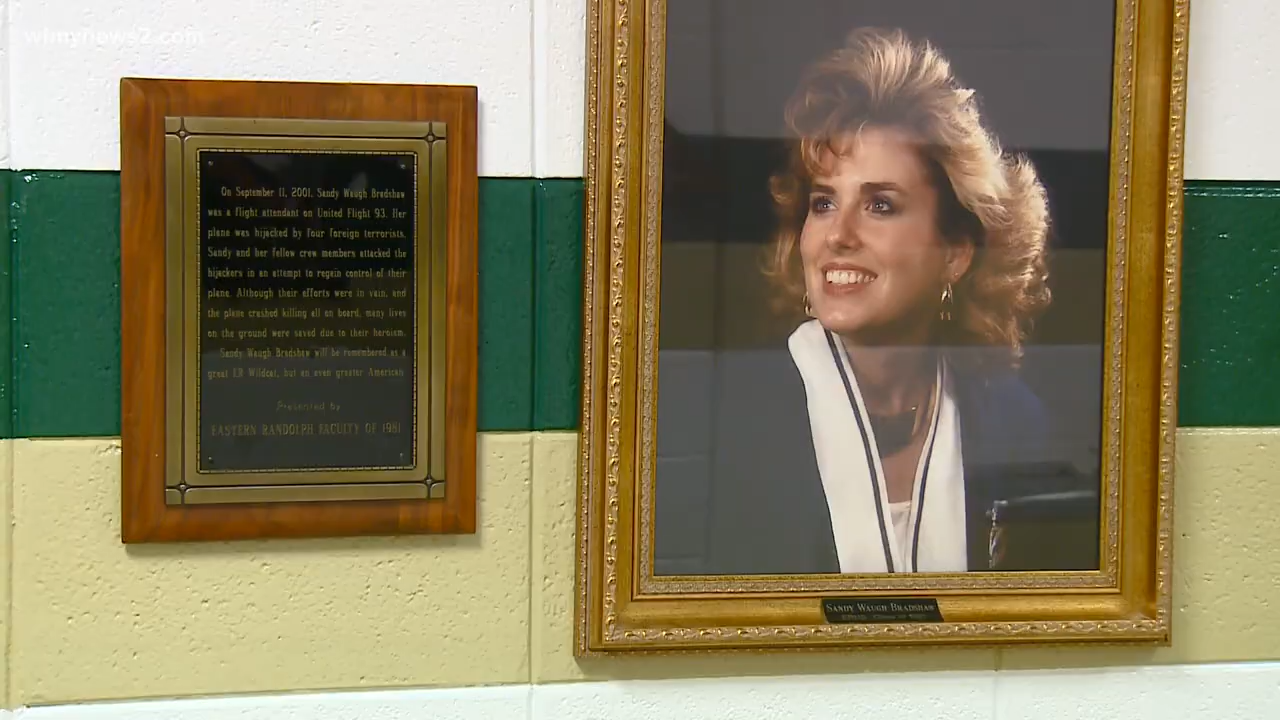 wfmynews2.com
On September 11, 2001, Sandy Waugh Bradshaw
was a flight attendant on United Flight 93. Her
plane was hijacked by four foreign terrorists.
Sandy and her fellow crew members attacked the
hijackers in an attempt to regain control of their
plane. Although their efforts were in vain, and
the plane crashed killing all on board, many lives
on the ground were saved due to their heroism.
Sandy Waugh Bradshaw will be remembered as a
great ER Wildcat, but an even greater American
Presented by
EASTERN RANDOLPH FACULTY OF 1981
SANDY WAUGH BRADSHAW